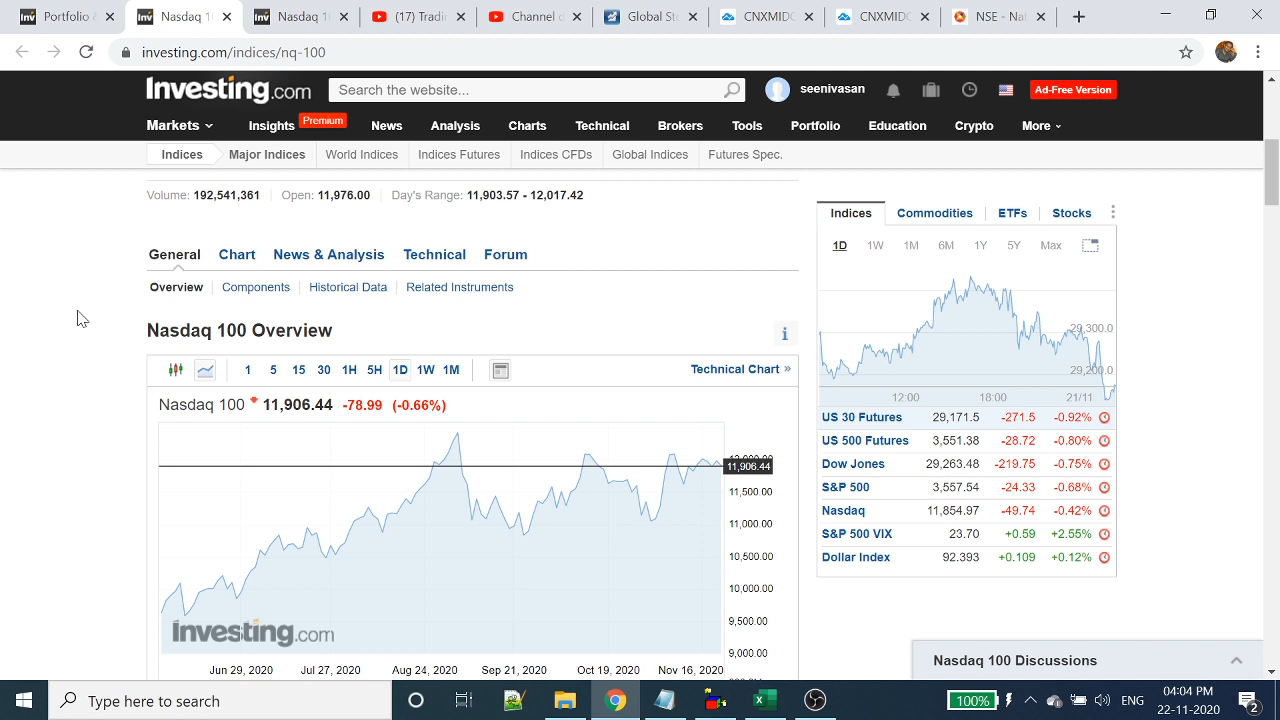 Portfolio &
Nasdaq 1
Nasdaq 1
(17) Tradi
Channel c
Global St
CNXMIDC
CNXMIDC
NSE - Nat
investing.com/indices/nq-100
Investing.com
Search the website...
seenivasan
Ad-Free Version
Markets
Insights
Premium
News
Analysis
Charts
Technical
Brokers
Tools
Portfolio
Education
Crypto
More
Indices
Major Indices
World Indices
Indices Futures
Indices CFDs
Global Indices
Futures Spec.
Volume: 192,541,361
Open: 11,976.00
Day's Range: 11,903.57 - 12,017.42
General
Chart
News & Analysis
Technical
Forum
Overview
Components
Historical Data
Related Instruments
Nasdaq 100 Overview
i
1 5 15 30 1H 5H 1D 1W 1M
Technical Chart »
Nasdaq 100 11,906.44 -78.99 (-0.66%)
11,906.44
11,500.00
11,000.00
10,500.00
10,000.00
9,500.00
9,000.00
Investing.com
Jun 29, 2020 Jul 27, 2020 Aug 24, 2020 Sep 21, 2020 Oct 19, 2020 Nov 16, 2020
Indices
Commodities
ETFs
Stocks
1D 1W 1M 6M 1Y 5Y Max
29,300.0
29,200.0
12:00 18:00 21/11
US 30 Futures 29,171.5 -271.5 -0.92%
US 500 Futures 3,551.38 -28.72 -0.80%
Dow Jones 29,263.48 -219.75 -0.75%
S&P 500 3,557.54 -24.33 -0.68%
Nasdaq 11,854.97 -49.74 -0.42%
S&P 500 VIX 23.70 +0.59 +2.55%
Dollar Index 92.393 +0.109 +0.12%
Nasdaq 100 Discussions
Type here to search
100%
ENG
04:04 PM
22-11-2020
2